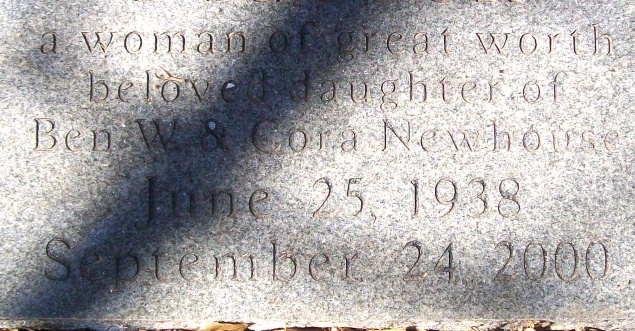 a woman of great worth
beloved daughter of
Ben W. & Cora Newhouse
June 25, 1938
September 24, 2000